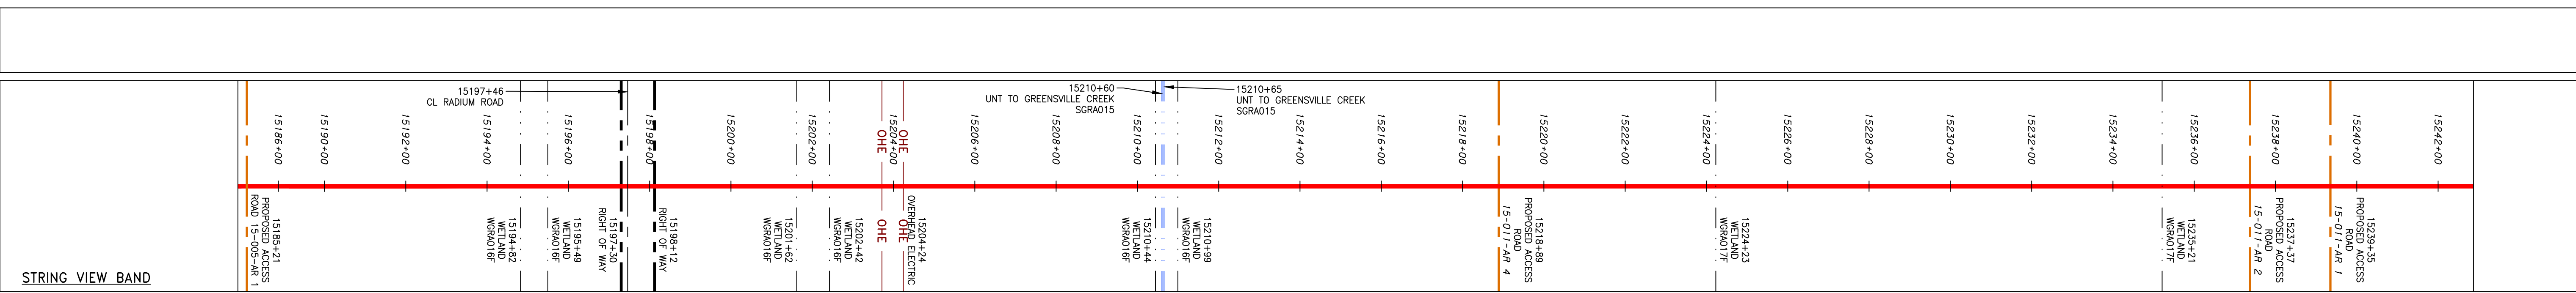 15197+46
CL RADIUM ROAD
15210+60
UNT TO GREENSVILLE CREEK
SGRA015
15210+65
UNT TO GREENSVILLE CREEK
SGRA015
15186+00
15190+00
15192+00
15194+00
15196+00
15198+00
15200+00
15202+00
15204+00
15206+00
15208+00
15210+00
15212+00
15214+00
15216+00
15218+00
15220+00
15222+00
15224+00
15226+00
15228+00
15230+00
15232+00
15234+00
15236+00
15238+00
15240+00
15242+00
OHE
OHE
OHE
OHE
15185+21
PROPOSED ACCESS
ROAD 15-005-AR 1
15194+82
WETLAND
WGRA016F
15195+49
WETLAND
WGRA016F
15197+30
RIGHT OF WAY
15198+12
RIGHT OF WAY
15201+62
WETLAND
WGRA016F
15202+42
WETLAND
WGRA016F
15204+24
OVERHEAD ELECTRIC
15210+44
WETLAND
WGRA016F
15210+99
WETLAND
WGRA016F
15218+89
PROPOSED ACCESS
ROAD
15-011-AR 4
15224+23
WETLAND
WGRA017F
15235+21
WETLAND
WGRA017F
15237+37
PROPOSED ACCESS
ROAD
15-011-AR 2
15239+35
PROPOSED ACCESS
ROAD
15-011-AR 1
STRING VIEW BAND